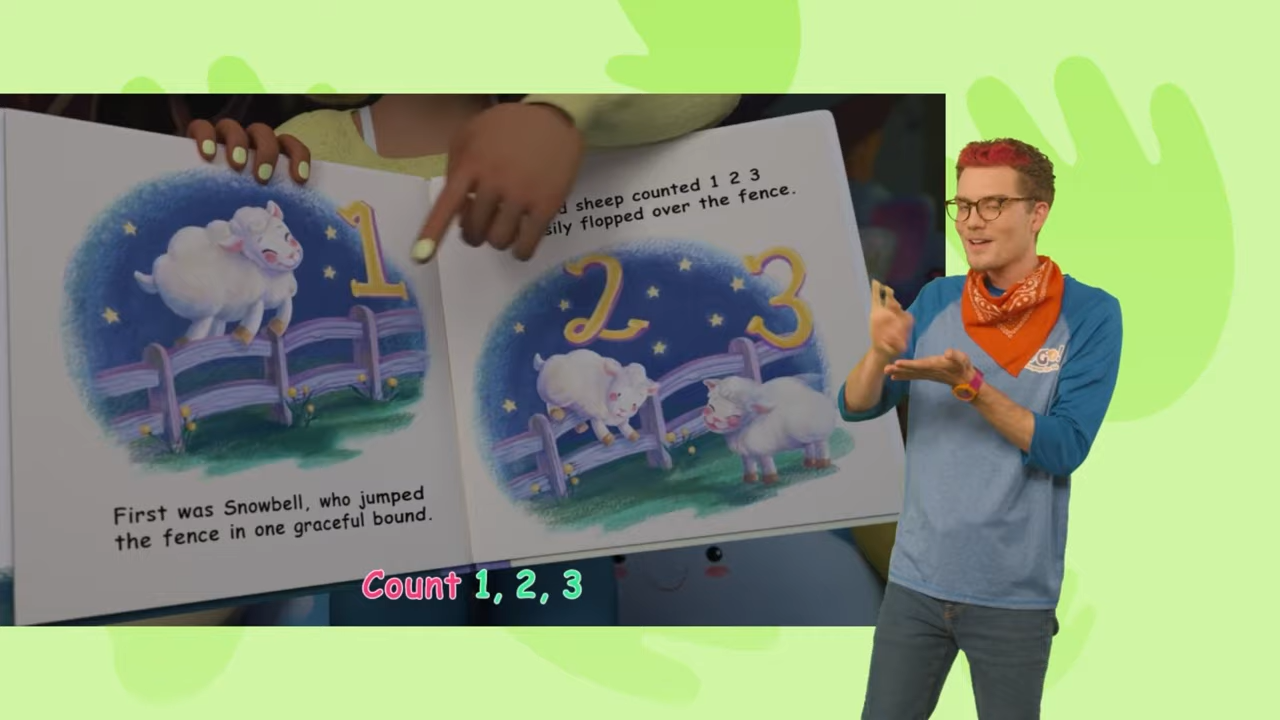 1
First was Snowbell, who jumped
the fence in one graceful bound.
sheep counted 1 2 3
flopped over the fence.
2 3
Count 1, 2, 3
Go!